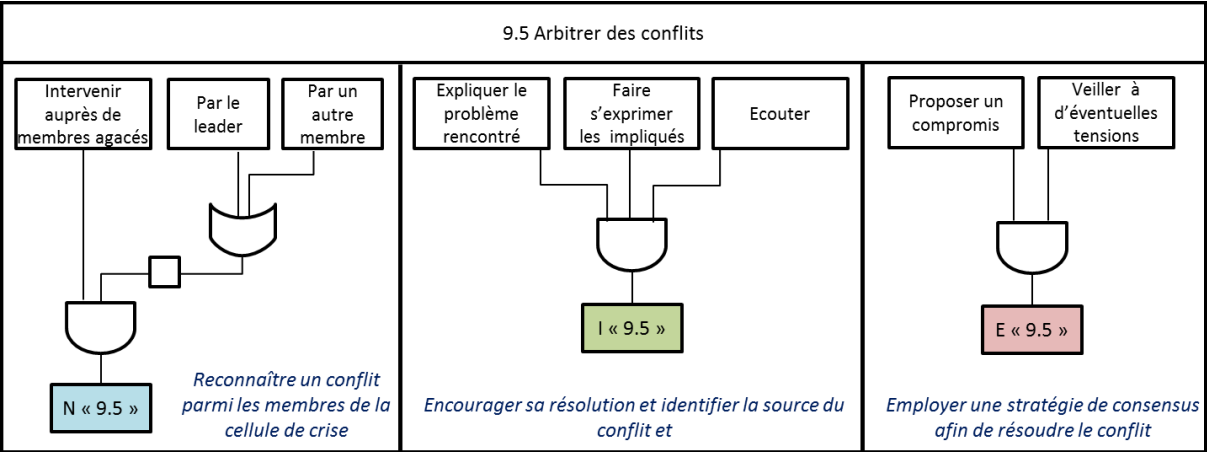 9.5 Arbitrer des conflits
Intervenir
auprès de
membres agacés
Par le
leader
Par un
autre
membre
N « 9.5 »
Reconnaître un conflit
parmi les membres de la
cellule de crise
Expliquer le
problème
rencontré
Faire
s’exprimer
les impliqués
Ecouter
I « 9.5 »
Encourager sa résolution et identifier la source du
conflit et
Proposer un
compromis
Veiller à
d’éventuelles
tensions
E « 9.5 »
Employer une stratégie de consensus
afin de résoudre le conflit